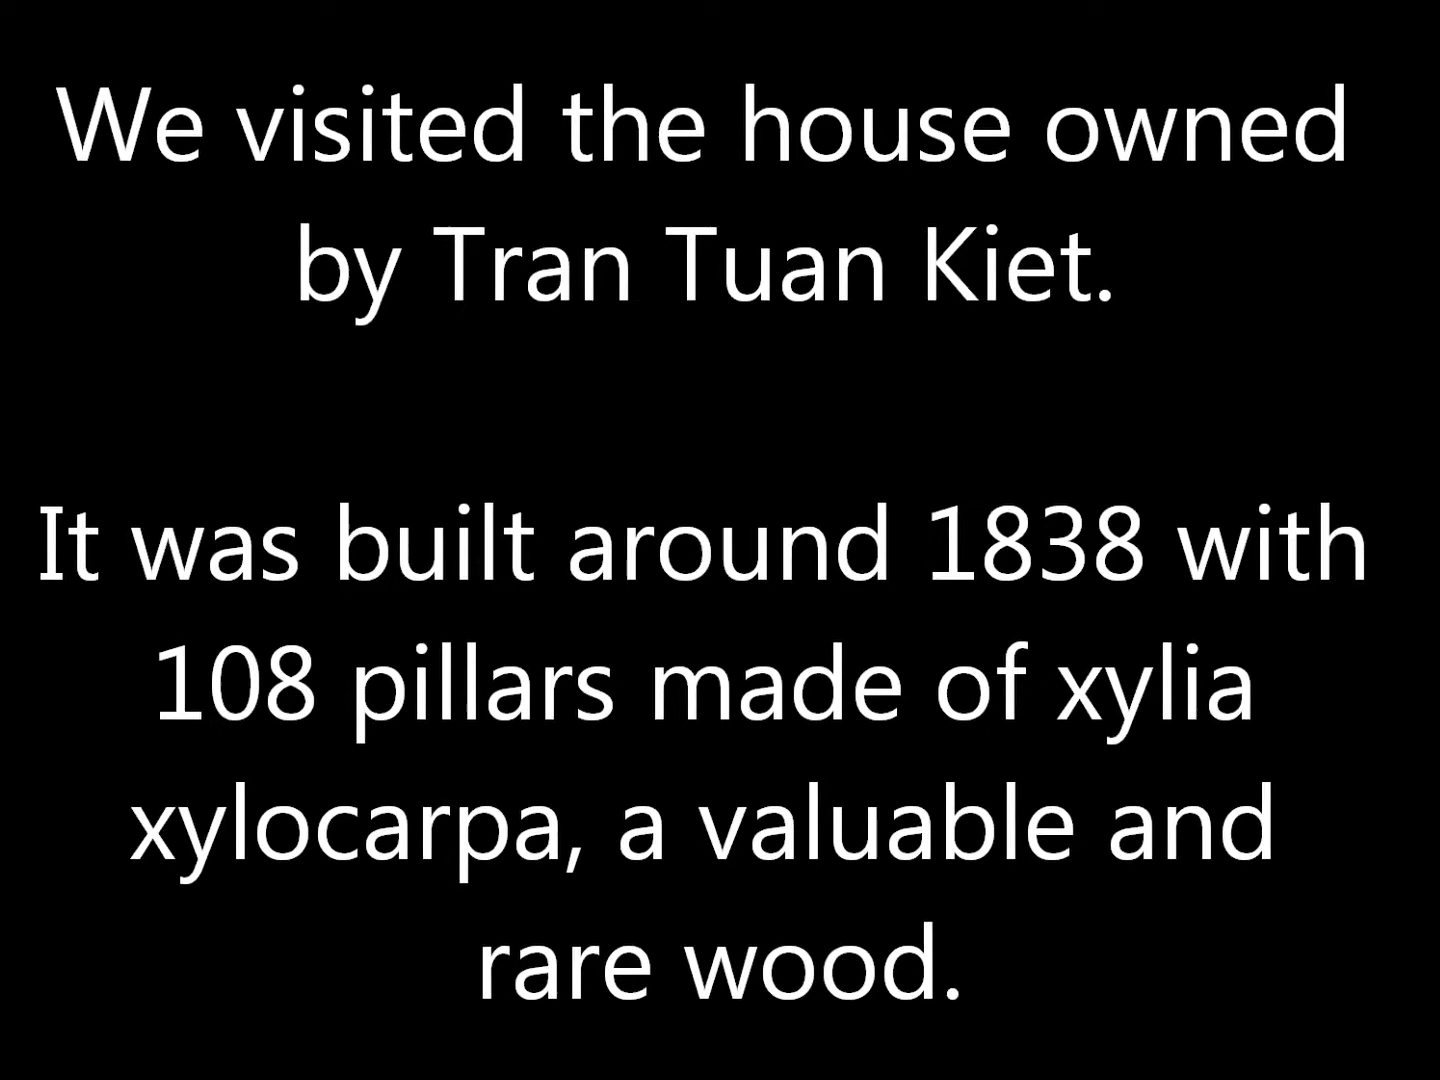 We visited the house owned
by Tran Tuan Kiet.
It was built around 1838 with
108 pillars made of xylia
xylocarpa, a valuable and
rare wood.